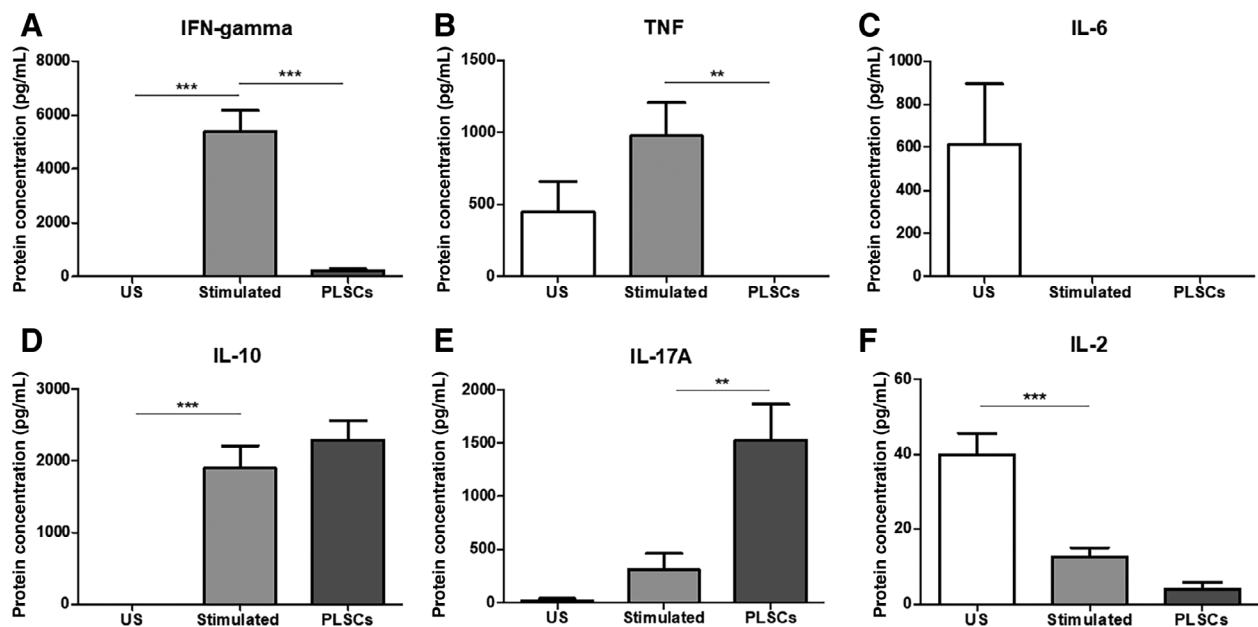 A
IFN-gamma
Protein concentration (pg/mL)
8000
6000
4000
2000
0
***
***
US Stimulated PLSCs
B
TNF
Protein concentration (pg/mL)
1500
1000
500
0
**
US Stimulated PLSCs
C
IL-6
Protein concentration (pg/mL)
1000
800
600
400
200
0
US Stimulated PLSCs
D
IL-10
Protein concentration (pg/mL)
3000
2000
1000
0
***
US Stimulated PLSCs
E
IL-17A
Protein concentration (pg/mL)
2000
1500
1000
500
0
**
US Stimulated PLSCs
F
IL-2
Protein concentration (pg/mL)
60
40
20
0
***
US Stimulated PLSCs